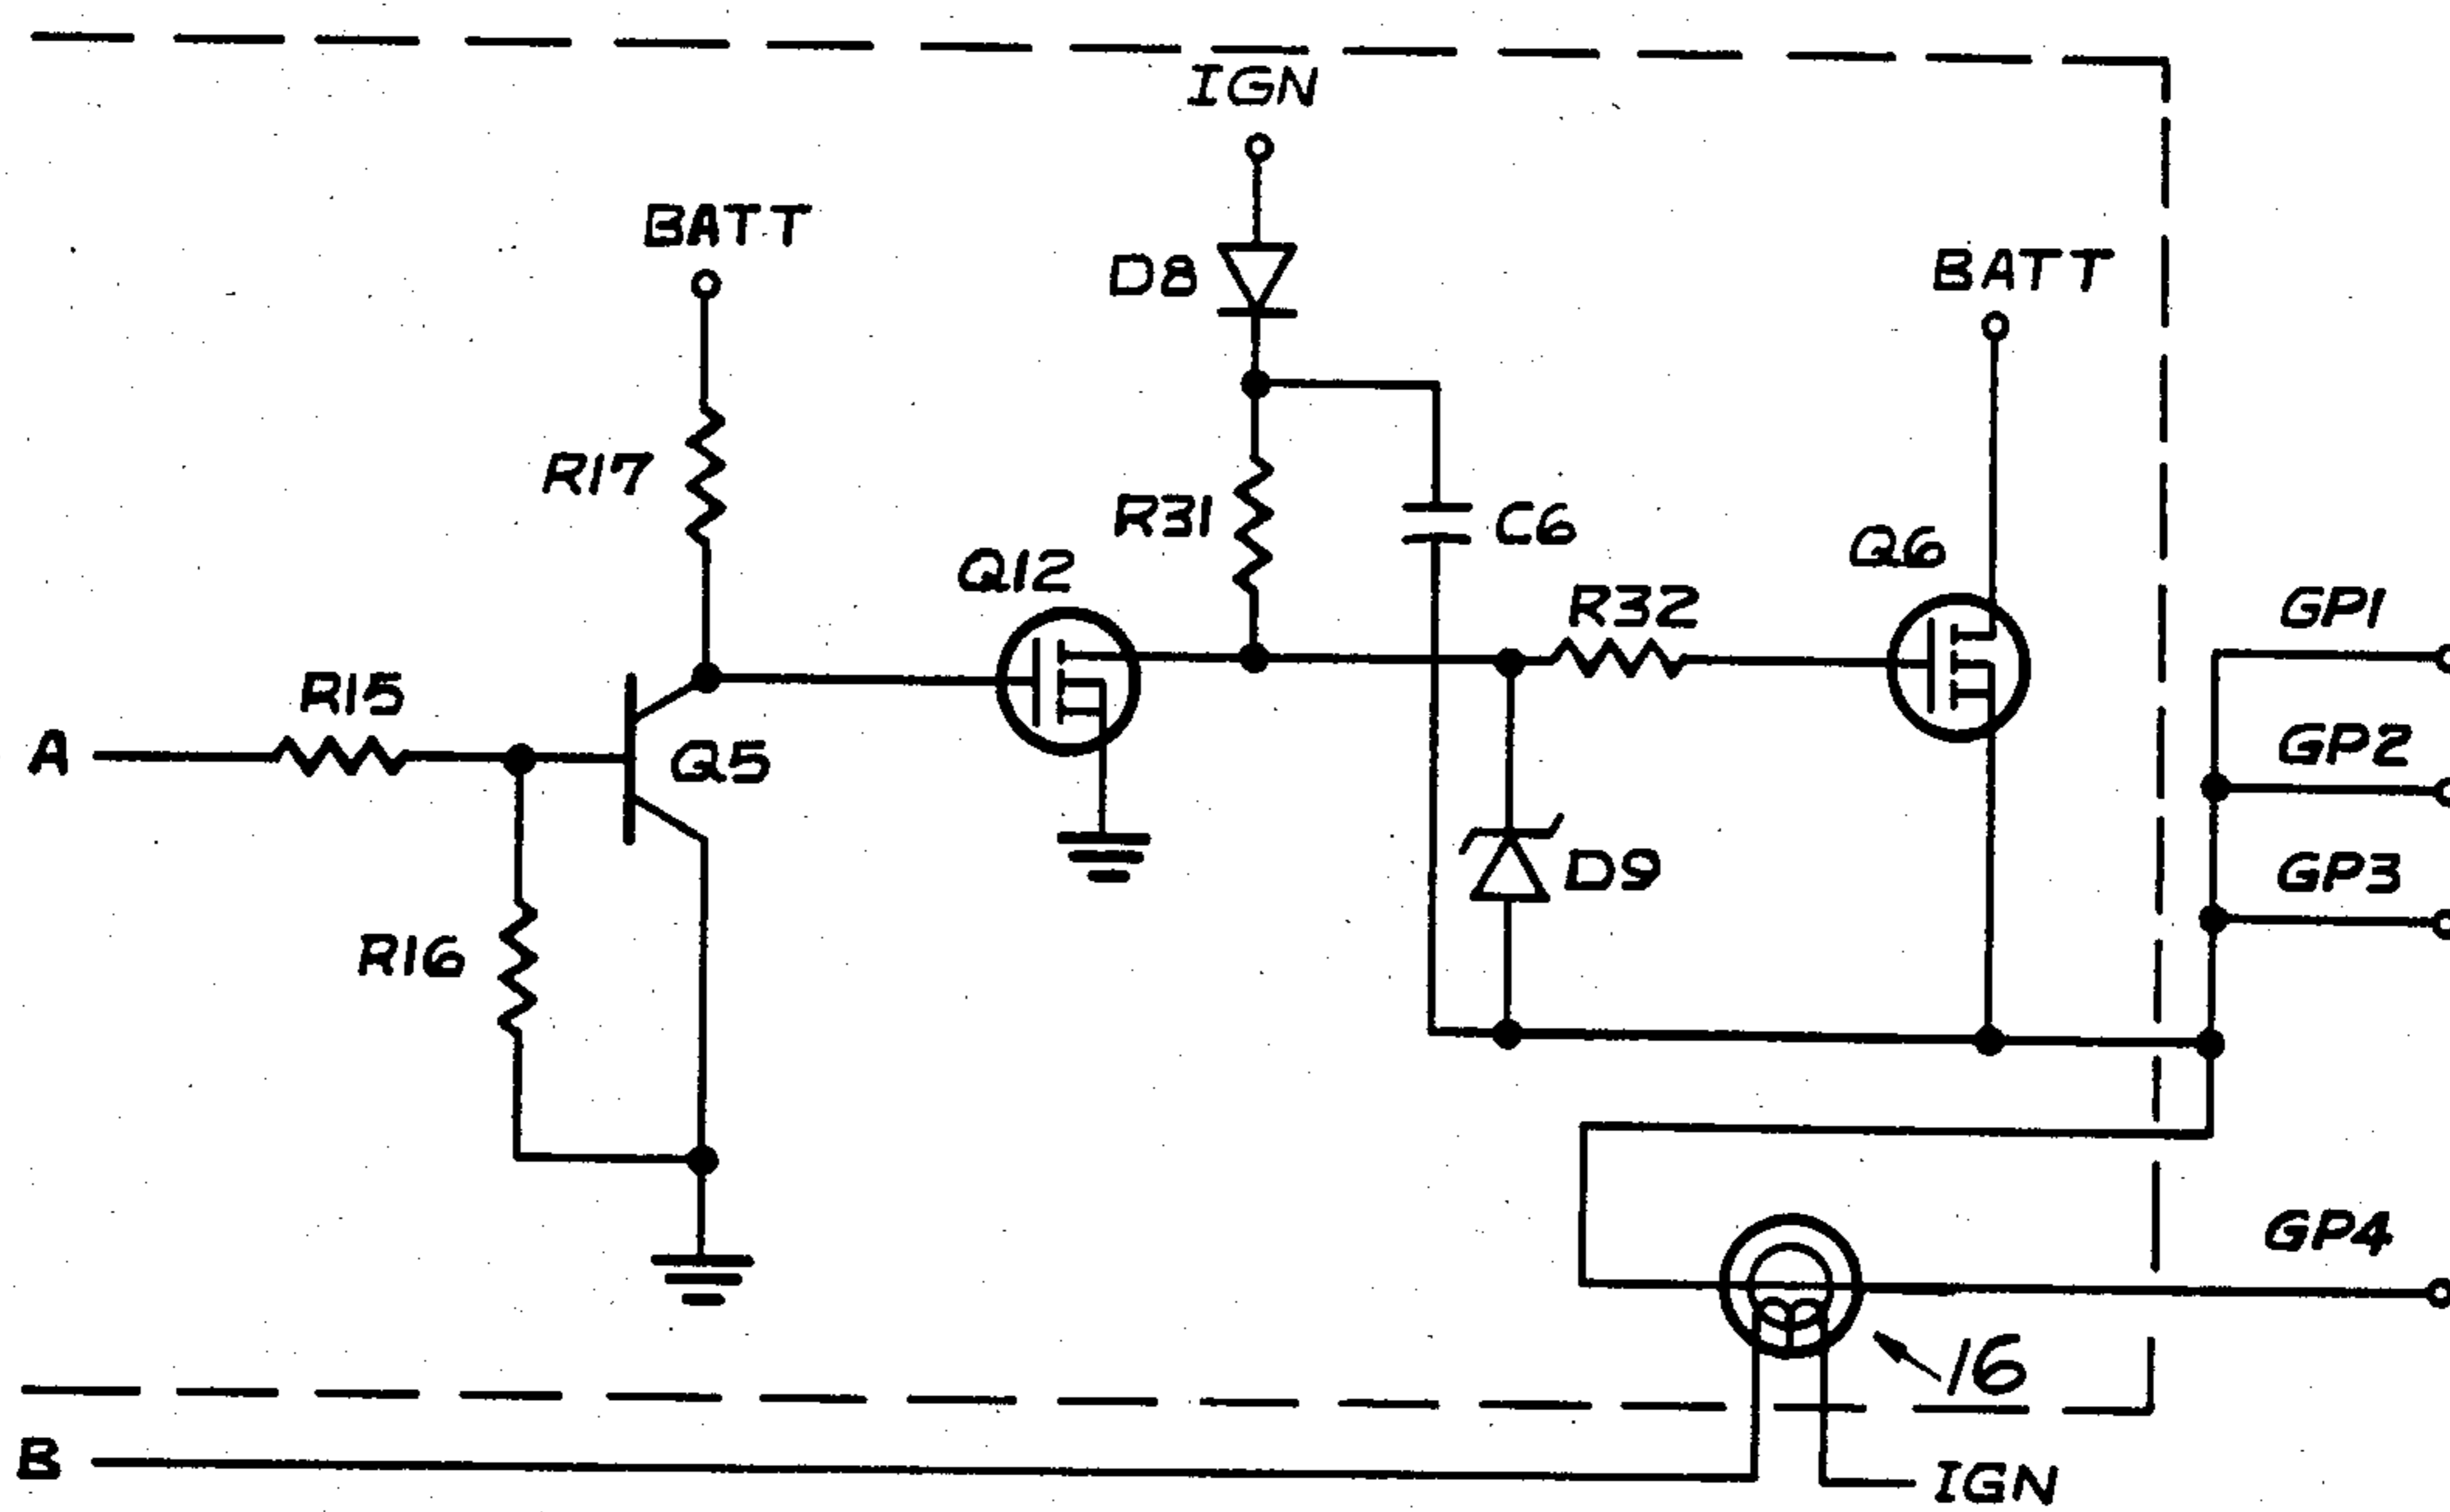 IGN
BATT
D8
BATT
R17
R31
C6
Q12
Q6
R32
GP1
R15
A
Q5
GP2
D9
GP3
R16
GP4
16
B
IGN